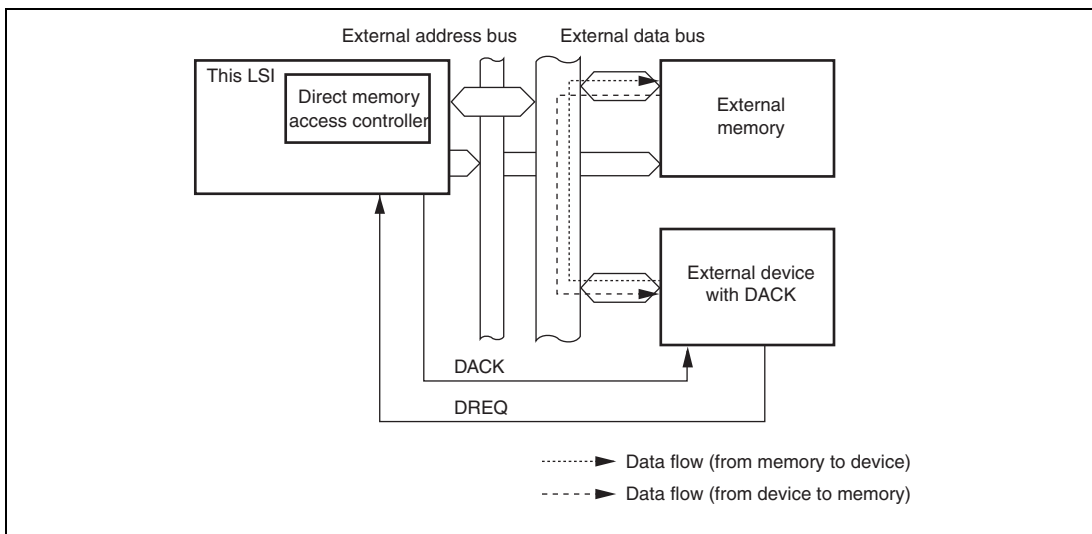 External address bus
External data bus
This LSI
Direct memory
access controller
External
memory
External device
with DACK
DACK
DREQ
Data flow (from memory to device)
Data flow (from device to memory)